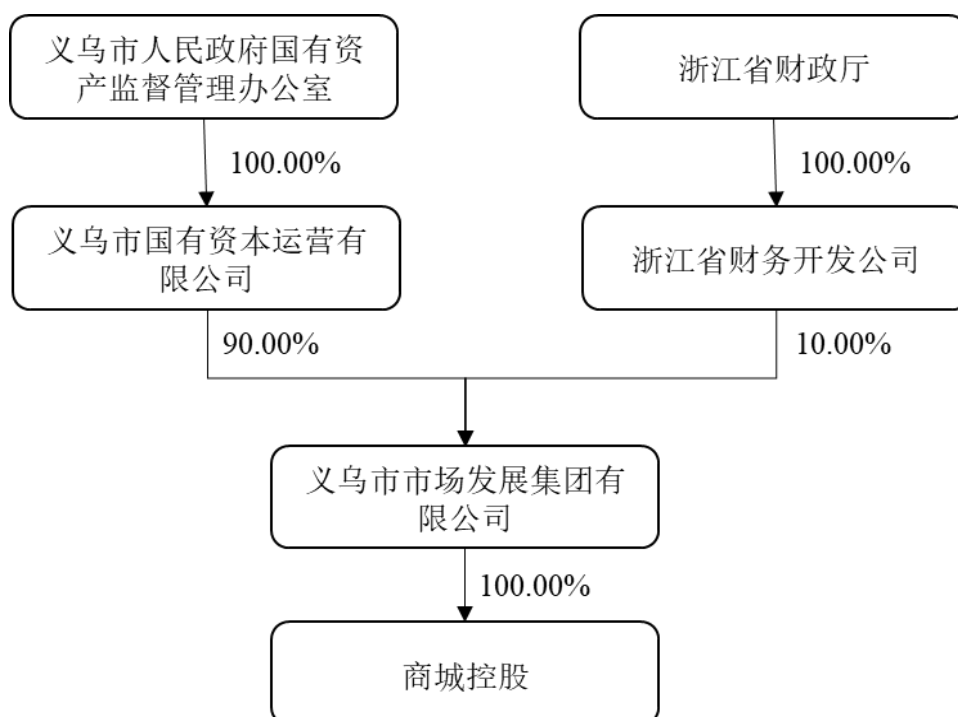 义乌市人民政府国有资
产监督管理办公室
浙江省财政厅
100.00%
100.00%
义乌市国有资本运营有
限公司
浙江省财务开发公司
90.00%
10.00%
义乌市市场发展集团有
限公司
100.00%
商城控股